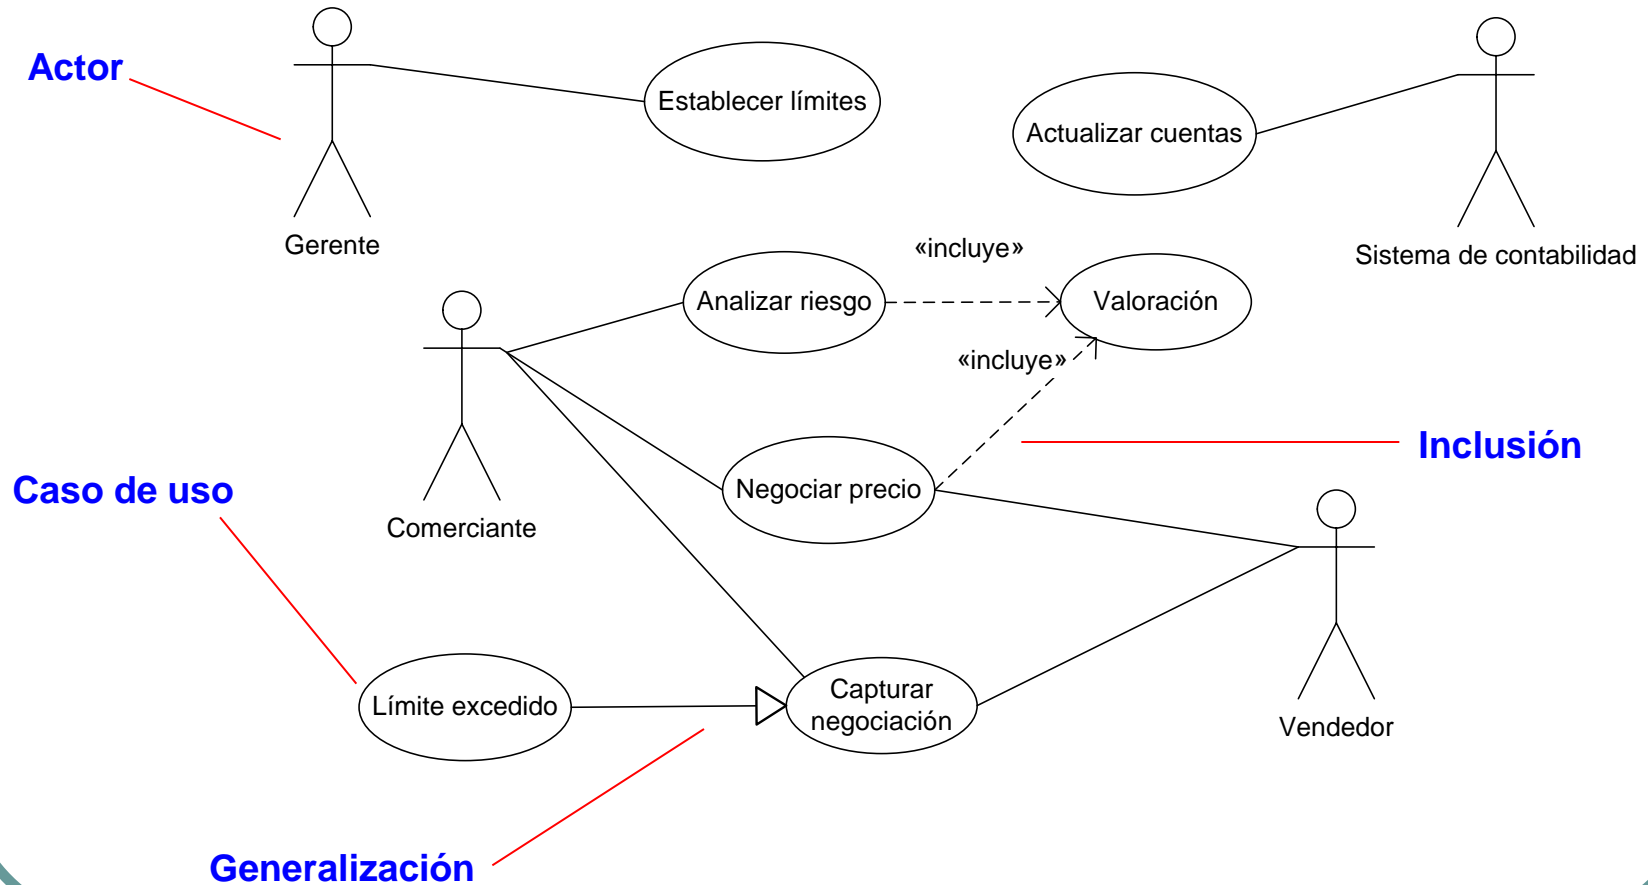 Actor
Establecer límites
Actualizar cuentas
Gerente
Sistema de contabilidad
«incluye»
Analizar riesgo
Valoración
«incluye»
Inclusión
Caso de uso
Negociar precio
Comerciante
Límite excedido
Capturar
negociación
Vendedor
Generalización